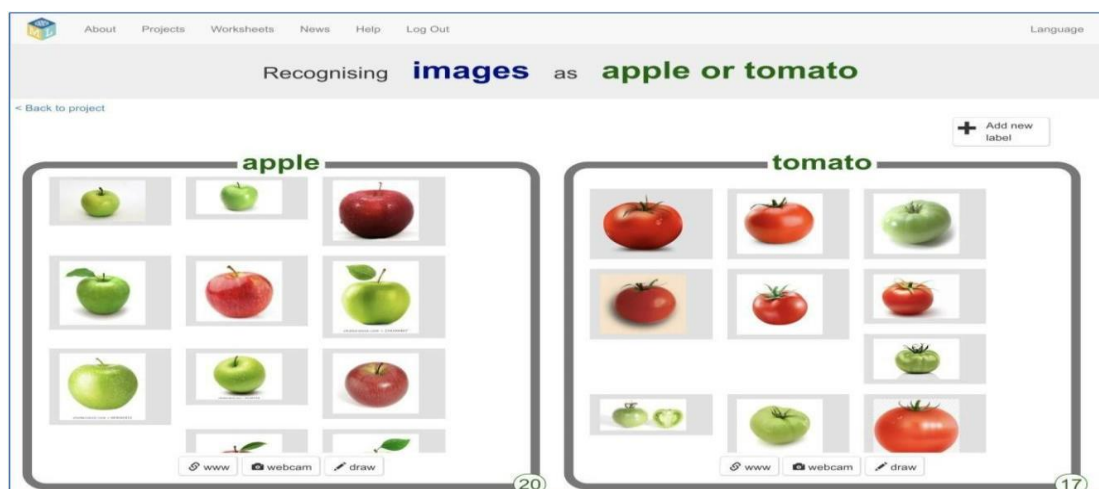 About Projects Worksheets News Help Log Out Language
Recognising images as apple or tomato
< Back to project
Add new
label
apple
tomato
www webcam draw
20
www webcam draw
17